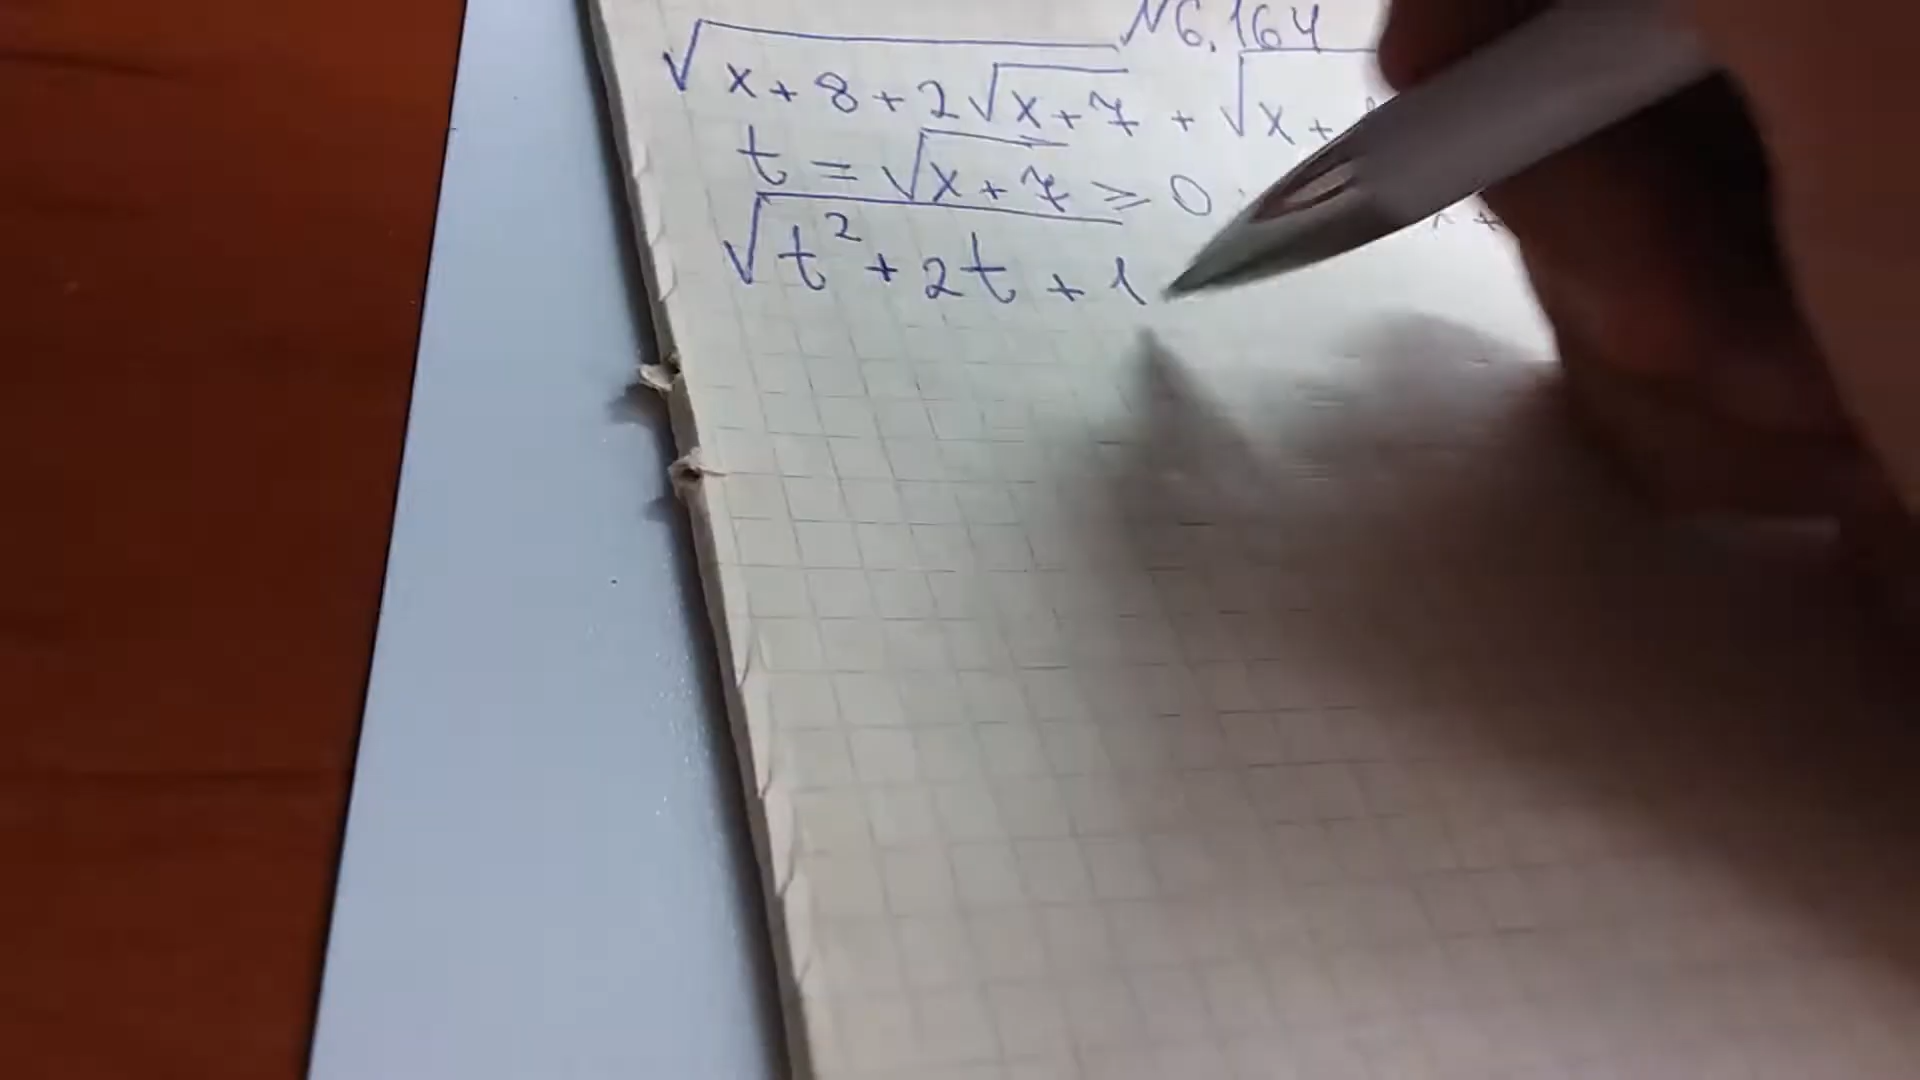 №6.164
√(x+8+2√(x+7)) + √(x+
t = √(x+7) ≥ 0
√(t²+2t+1